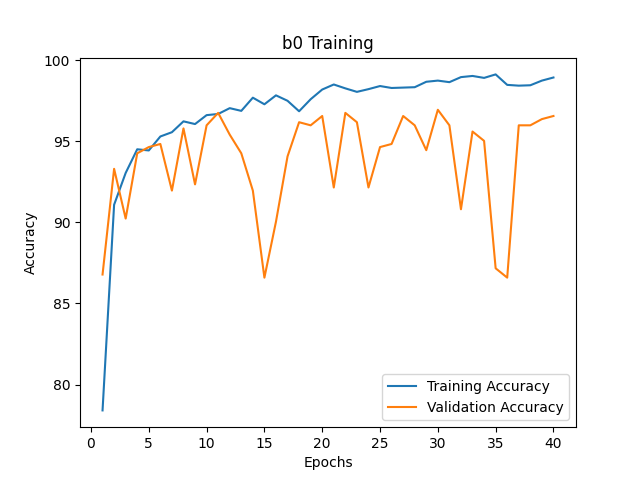 b0 Training
100
95
90
85
80
Accuracy
0 5 10 15 20 25 30 35 40
Epochs
Training Accuracy
Validation Accuracy